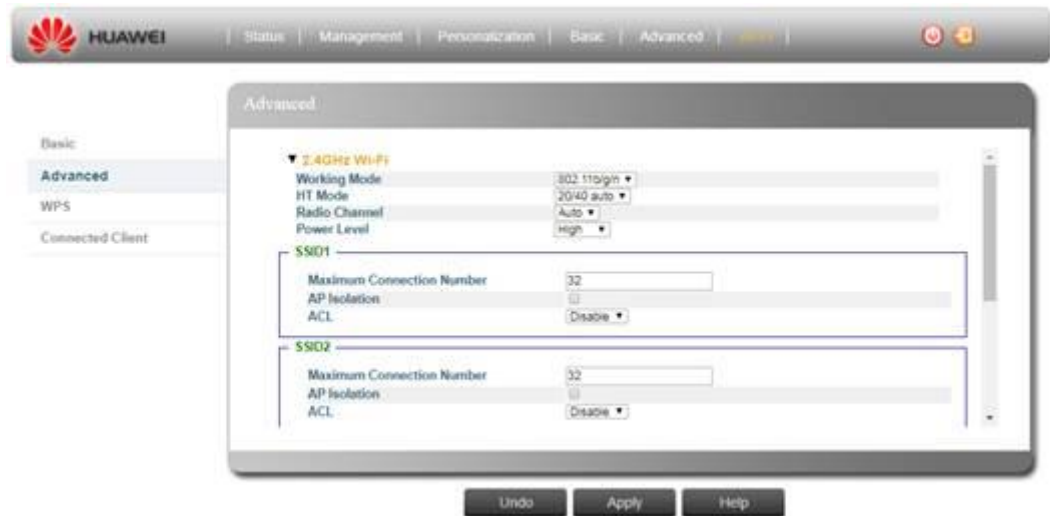 HUAWEI
Status | Management | Personalization | Basic | Advanced |
Advanced
Basic
Advanced
WPS
Connected Client
2.4GHz Wi-Fi
Working Mode 802.11b/g/n
HT Mode 20/40 auto
Radio Channel Auto
Power Level High
SSID1
Maximum Connection Number 32
AP Isolation
ACL Disable
SSID2
Maximum Connection Number 32
AP Isolation
ACL Disable
Undo Apply Help